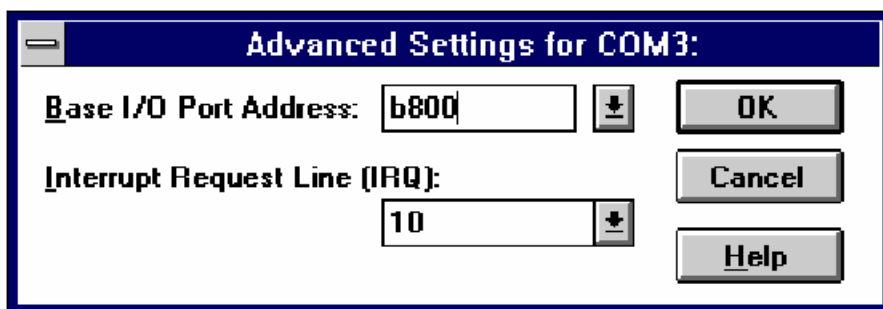 Advanced Settings for COM3:
Base I/O Port Address: b800
OK
Interrupt Request Line (IRQ):
Cancel
10
Help